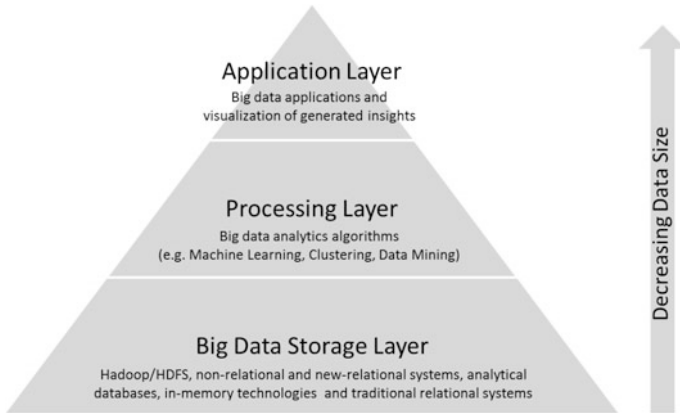 Application Layer
Big data applications and
visualization of generated insights
Processing Layer
Big data analytics algorithms
(e.g. Machine Learning, Clustering, Data Mining)
Big Data Storage Layer
Hadoop/HDFS, non-relational and new-relational systems, analytical
databases, in-memory technologies and traditional relational systems
Decreasing Data Size